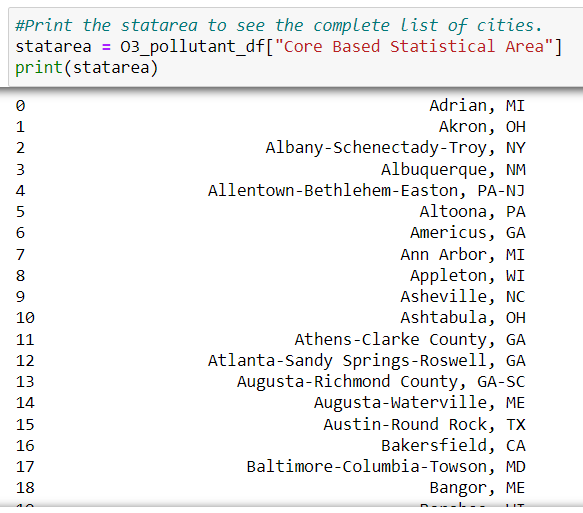 #Print the statarea to see the complete list of cities.
statarea = O3_pollutant_df["Core Based Statistical Area"]
print(statarea)
0 Adrian, MI
1 Akron, OH
2 Albany-Schenectady-Troy, NY
3 Albuquerque, NM
4 Allentown-Bethlehem-Easton, PA-NJ
5 Altoona, PA
6 Americus, GA
7 Ann Arbor, MI
8 Appleton, WI
9 Asheville, NC
10 Ashtabula, OH
11 Athens-Clarke County, GA
12 Atlanta-Sandy Springs-Roswell, GA
13 Augusta-Richmond County, GA-SC
14 Augusta-Waterville, ME
15 Austin-Round Rock, TX
16 Bakersfield, CA
17 Baltimore-Columbia-Towson, MD
18 Bangor, ME